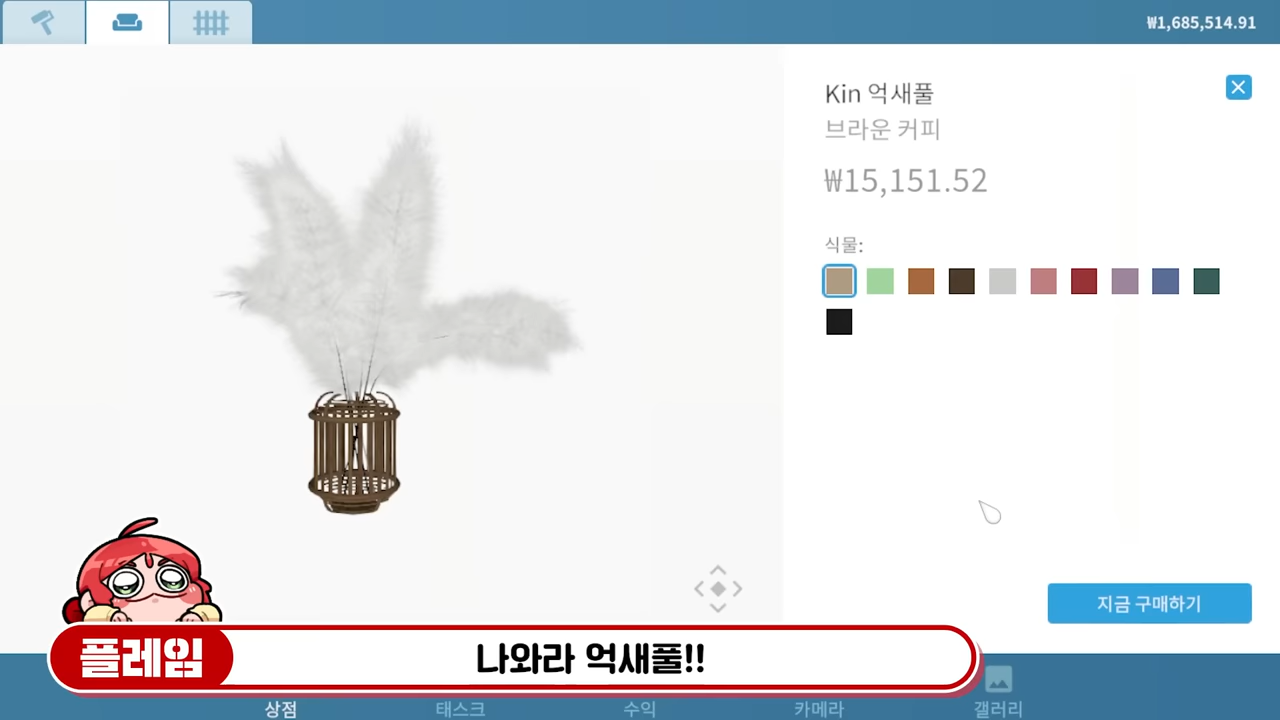 ₩1,685,514.91
Kin 억새풀
브라운 커피
₩15,151.52
식물:
지금 구매하기
플레임
나와라 억새풀!!
상점
태스크
수익
카메라
갤러리